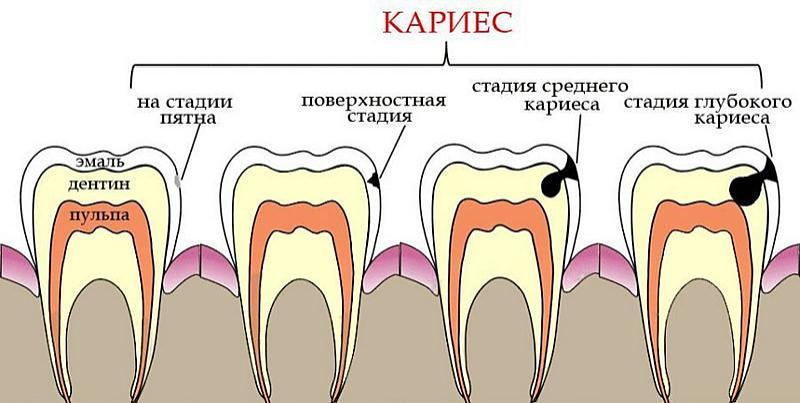 КАРИЕС
на стадии
пятна
поверхностная
стадия
стадия среднего
кариеса
стадия глубокого
кариеса
эмаль
дентин
пульпа